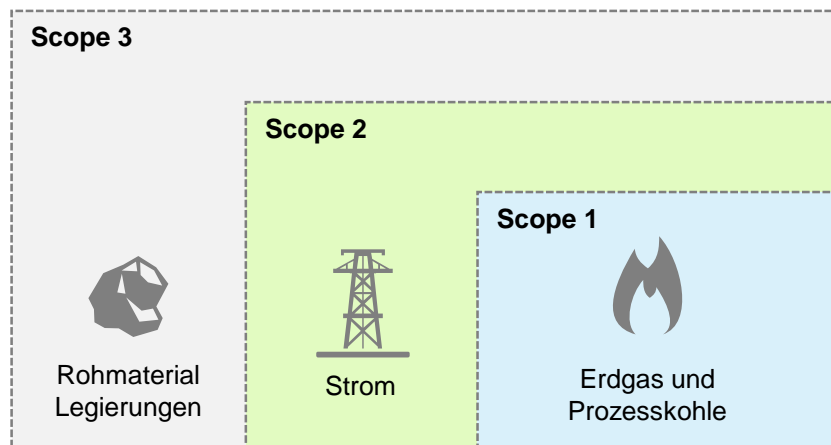 Scope 3
Scope 2
Scope 1
Rohmaterial
Legierungen
Strom
Erdgas und
Prozesskohle